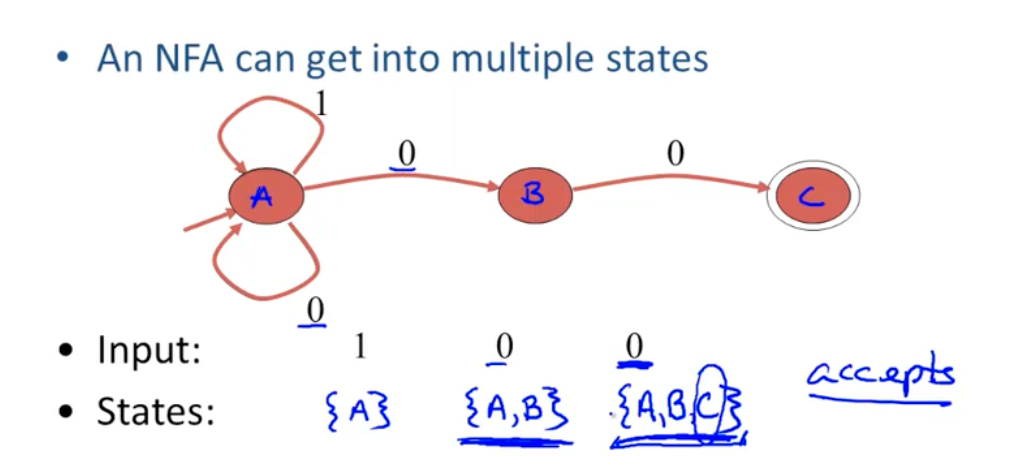 • An NFA can get into multiple states
1
0
0
A
B
C
0
• Input: 1 0 0
accepts
• States: {A} {A,B} {A,B,C}